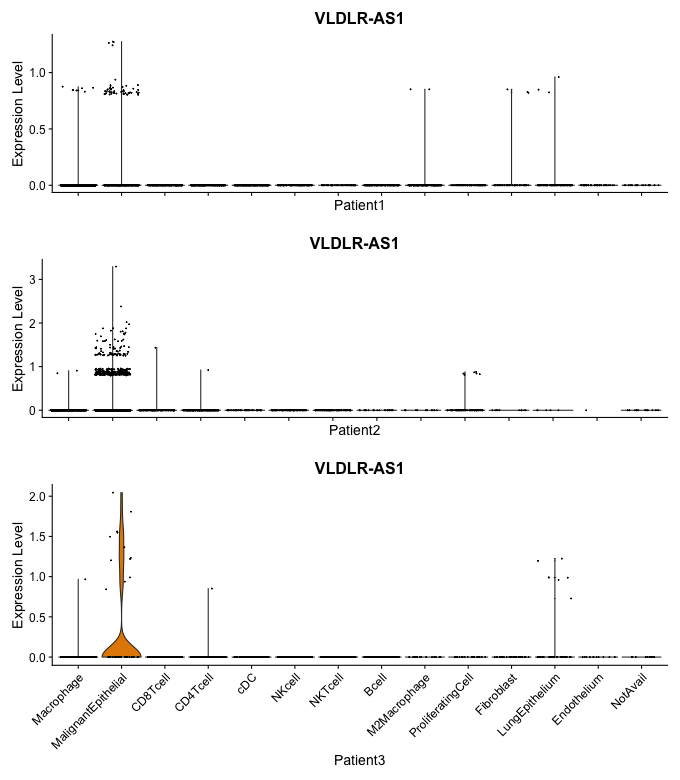 VLDLR-AS1
Expression Level
1.0
0.5
0.0
Patient1
VLDLR-AS1
Expression Level
3
2
1
0
Patient2
VLDLR-AS1
Expression Level
2.0
1.5
1.0
0.5
0.0
Macrophage
MalignantEpithelial
CD8Tcell
CD4Tcell
cDC
NKcell
NKTcell
Bcell
M2Macrophage
ProliferatingCell
Fibroblast
LungEpithelium
Endothelium
NotAvail
Patient3